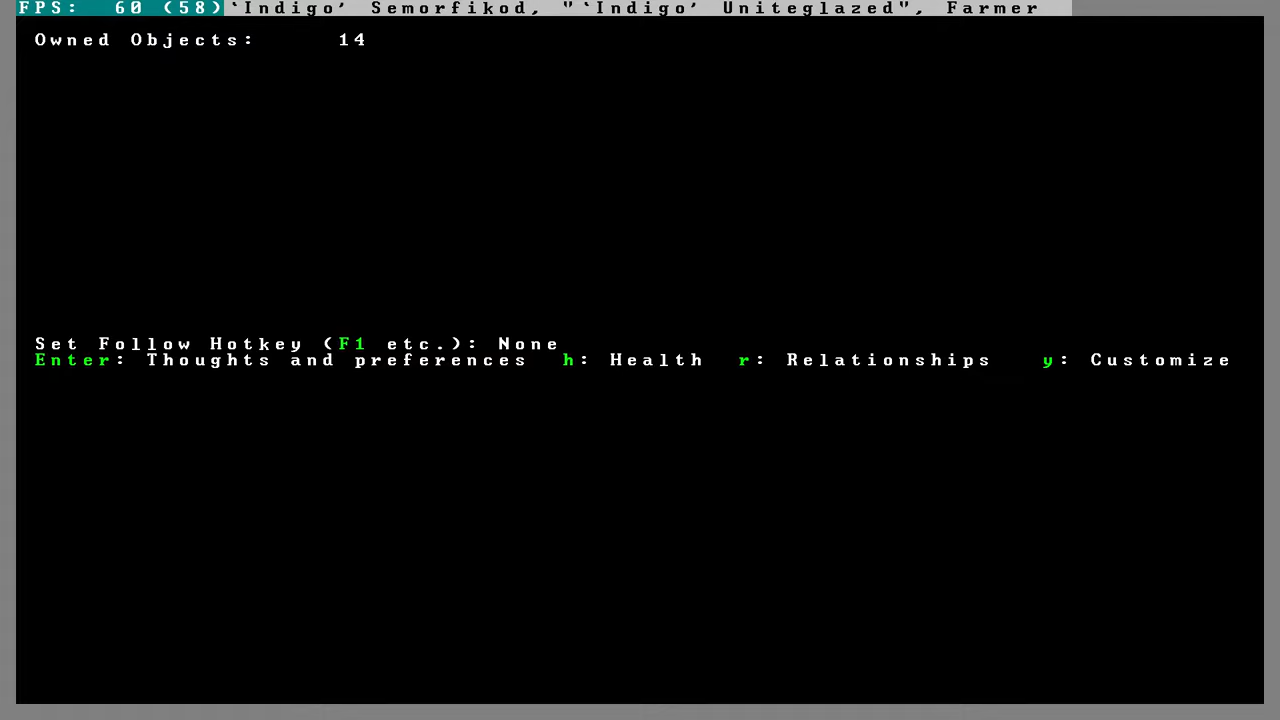 FPS: 60 (58) `Indigo' Semorfikod, "`Indigo' Uniteglazed", Farmer
Owned Objects: 14
Set Follow Hotkey (F1 etc.): None
Enter: Thoughts and preferences h: Health r: Relationships y: Customize